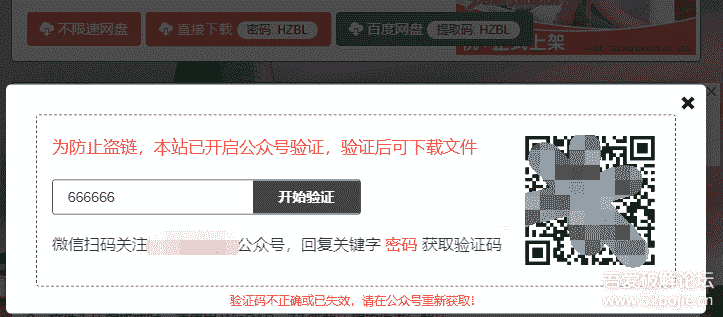 不限速网盘 直接下载 密码: HZBL 百度网盘 提取码: HZBL
为防止盗链，本站已开启公众号验证，验证后可下载文件
666666 开始验证
微信扫码关注 公众号，回复关键字 密码 获取验证码
验证码不正确或已失效，请在公众号重新获取！
吾爱破解论坛
www.52pojie.cn